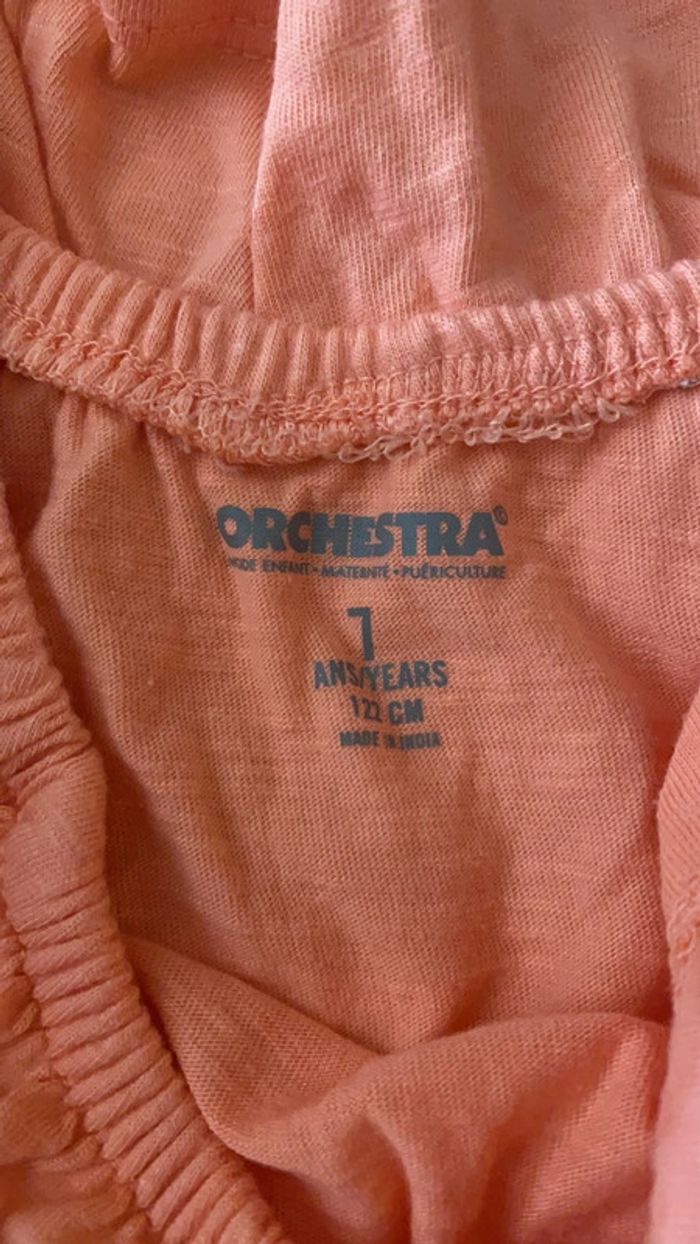 ORCHESTRA®
MODE ENFANT • MATERNITÉ • PUÉRICULTURE
7
ANS/YEARS
122 CM
MADE IN INDIA